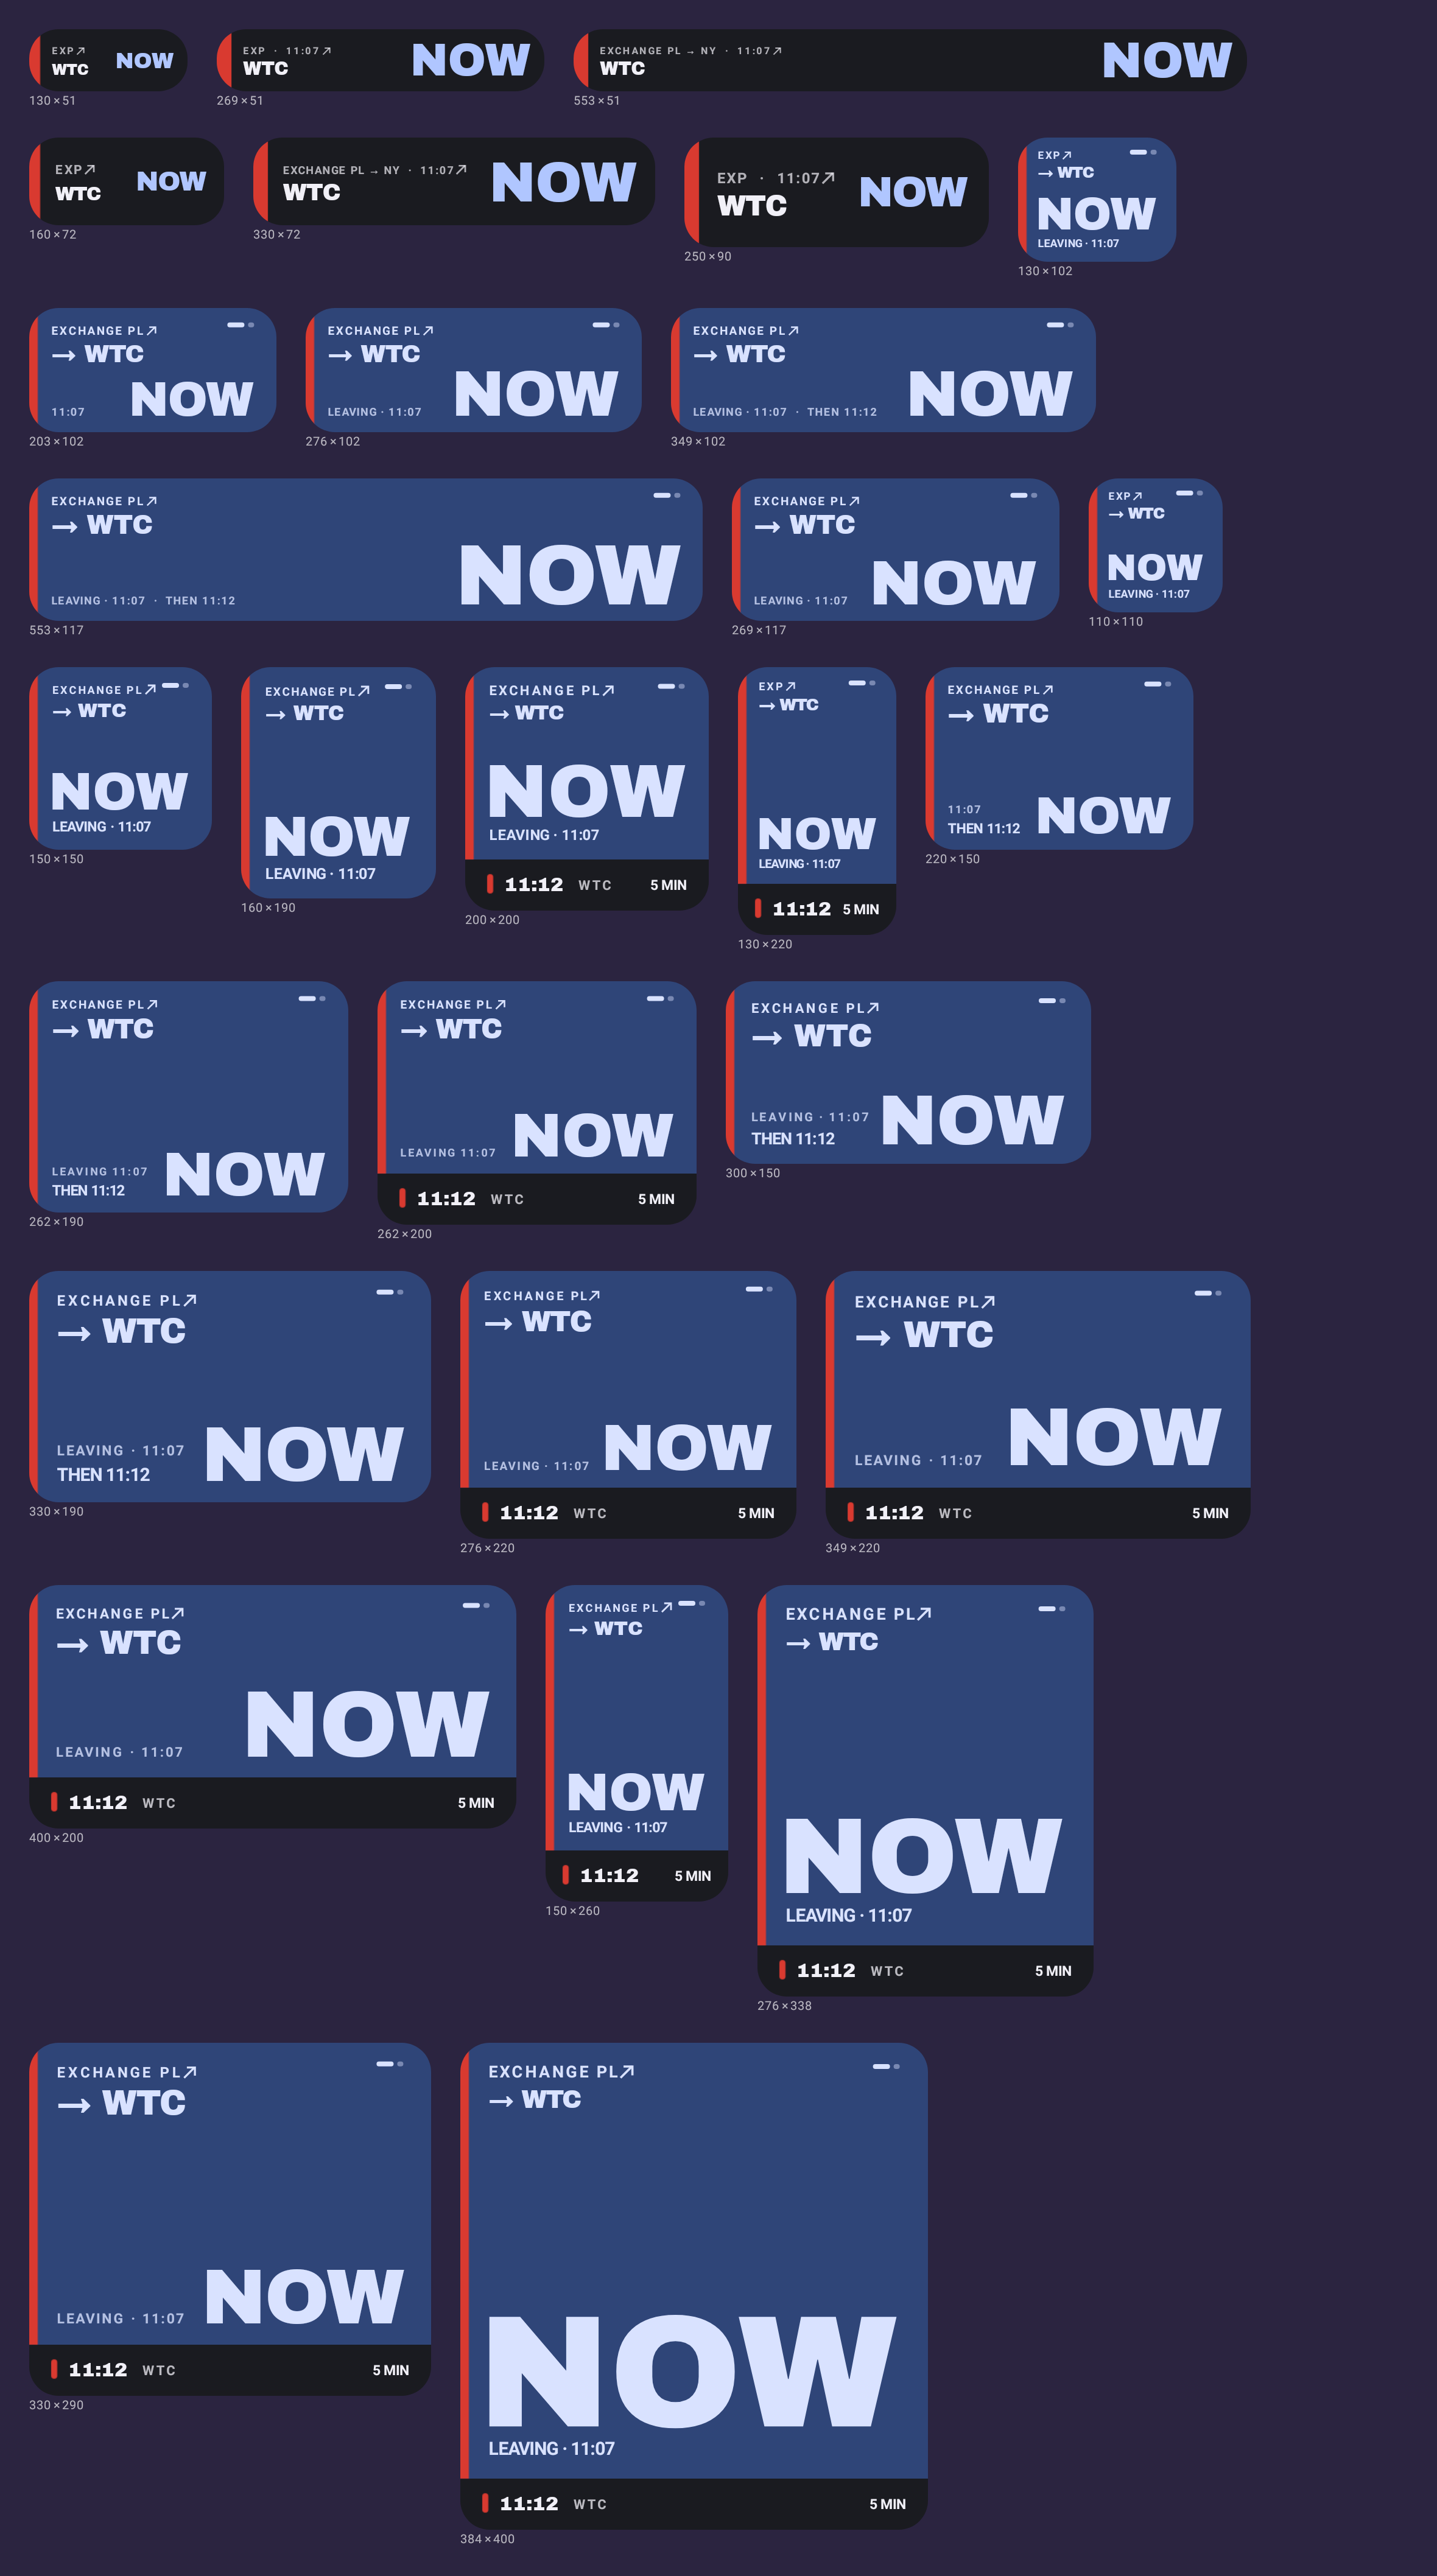 EXP↗
WTC
NOW
130×51
EXP · 11:07↗
WTC
NOW
269×51
EXCHANGE PL → NY · 11:07↗
WTC
NOW
553×51
EXP↗
WTC
NOW
160×72
EXCHANGE PL → NY · 11:07↗
WTC
NOW
330×72
EXP · 11:07↗
WTC
NOW
250×90
EXP↗
→ WTC
NOW
LEAVING · 11:07
130×102
EXCHANGE PL↗
→ WTC
11:07
NOW
203×102
EXCHANGE PL↗
→ WTC
LEAVING · 11:07
NOW
276×102
EXCHANGE PL↗
→ WTC
LEAVING · 11:07 · THEN 11:12
NOW
349×102
EXCHANGE PL↗
→ WTC
LEAVING · 11:07 · THEN 11:12
NOW
553×117
EXCHANGE PL↗
→ WTC
LEAVING · 11:07
NOW
269×117
EXP↗
→ WTC
NOW
LEAVING · 11:07
110×110
EXCHANGE PL↗
→ WTC
NOW
LEAVING · 11:07
150×150
EXCHANGE PL↗
→ WTC
NOW
LEAVING · 11:07
160×190
EXCHANGE PL↗
→ WTC
NOW
LEAVING · 11:07
11:12 WTC 5 MIN
200×200
EXP↗
→ WTC
NOW
LEAVING · 11:07
11:12 5 MIN
130×220
EXCHANGE PL↗
→ WTC
11:07
THEN 11:12
NOW
220×150
EXCHANGE PL↗
→ WTC
LEAVING 11:07
THEN 11:12
NOW
262×190
EXCHANGE PL↗
→ WTC
LEAVING 11:07
NOW
11:12 WTC 5 MIN
262×200
EXCHANGE PL↗
→ WTC
LEAVING · 11:07
THEN 11:12
NOW
300×150
EXCHANGE PL↗
→ WTC
LEAVING · 11:07
THEN 11:12
NOW
330×190
EXCHANGE PL↗
→ WTC
LEAVING · 11:07
NOW
11:12 WTC 5 MIN
276×220
EXCHANGE PL↗
→ WTC
LEAVING · 11:07
NOW
11:12 WTC 5 MIN
349×220
EXCHANGE PL↗
→ WTC
LEAVING · 11:07
NOW
11:12 WTC 5 MIN
400×200
EXCHANGE PL↗
→ WTC
NOW
LEAVING · 11:07
11:12 5 MIN
150×260
EXCHANGE PL↗
→ WTC
NOW
LEAVING · 11:07
11:12 WTC 5 MIN
276×338
EXCHANGE PL↗
→ WTC
LEAVING · 11:07
NOW
11:12 WTC 5 MIN
330×290
EXCHANGE PL↗
→ WTC
NOW
LEAVING · 11:07
11:12 WTC 5 MIN
384×400